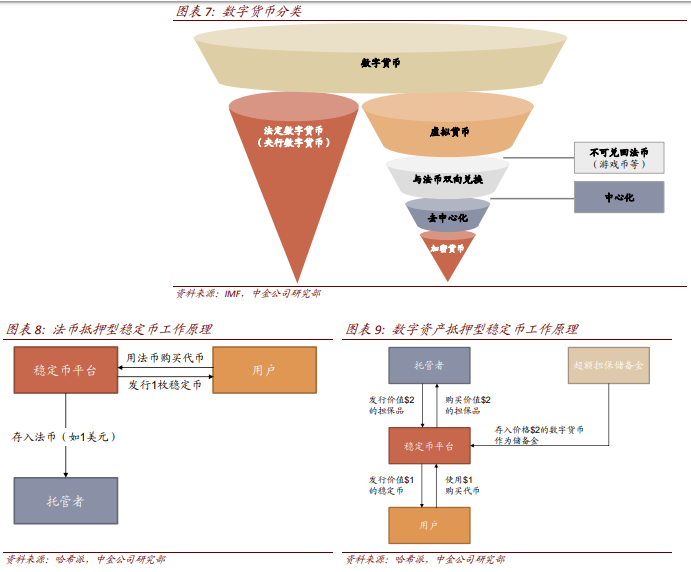 图表 7: 数字货币分类
数字货币
法定数字货币
（央行数字货币）
虚拟货币
不可兑回法币
（游戏币等）
与法币双向兑换
中心化
去中心化
加密货币
资料来源：IMF，中金公司研究部
图表 8: 法币抵押型稳定币工作原理
稳定币平台
用法币购买代币
发行1枚稳定币
用户
存入法币（如1美元）
托管者
资料来源：哈希派，中金公司研究部
图表 9: 数字资产抵押型稳定币工作原理
托管者
超额担保储备金
发行价值$2
的担保品
购买价值$2
的担保品
稳定币平台
存入价格$2的数字货币
作为储备金
发行价值$1
的稳定币
使用$1
购买代币
用户
资料来源：哈希派，中金公司研究部